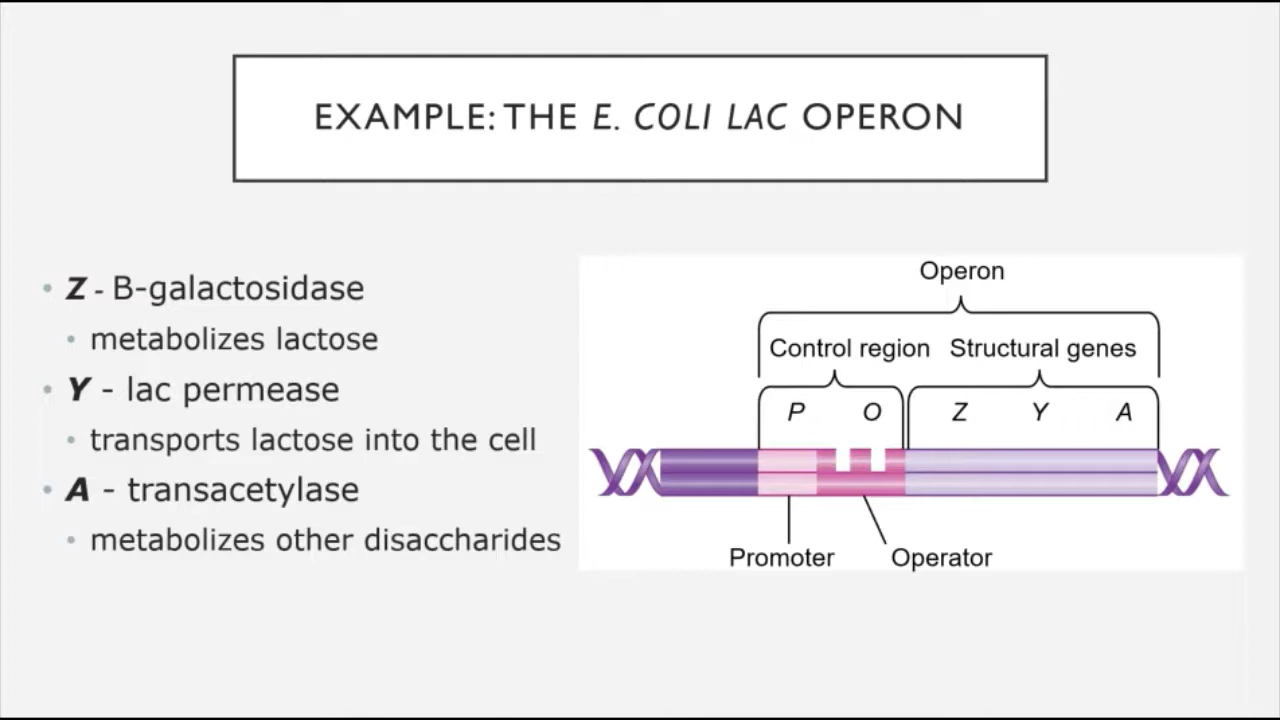 EXAMPLE: THE E. COLI LAC OPERON
Z - B-galactosidase
metabolizes lactose
Y - lac permease
transports lactose into the cell
A - transacetylase
metabolizes other disaccharides
Operon
Control region Structural genes
P O Z Y A
Promoter Operator